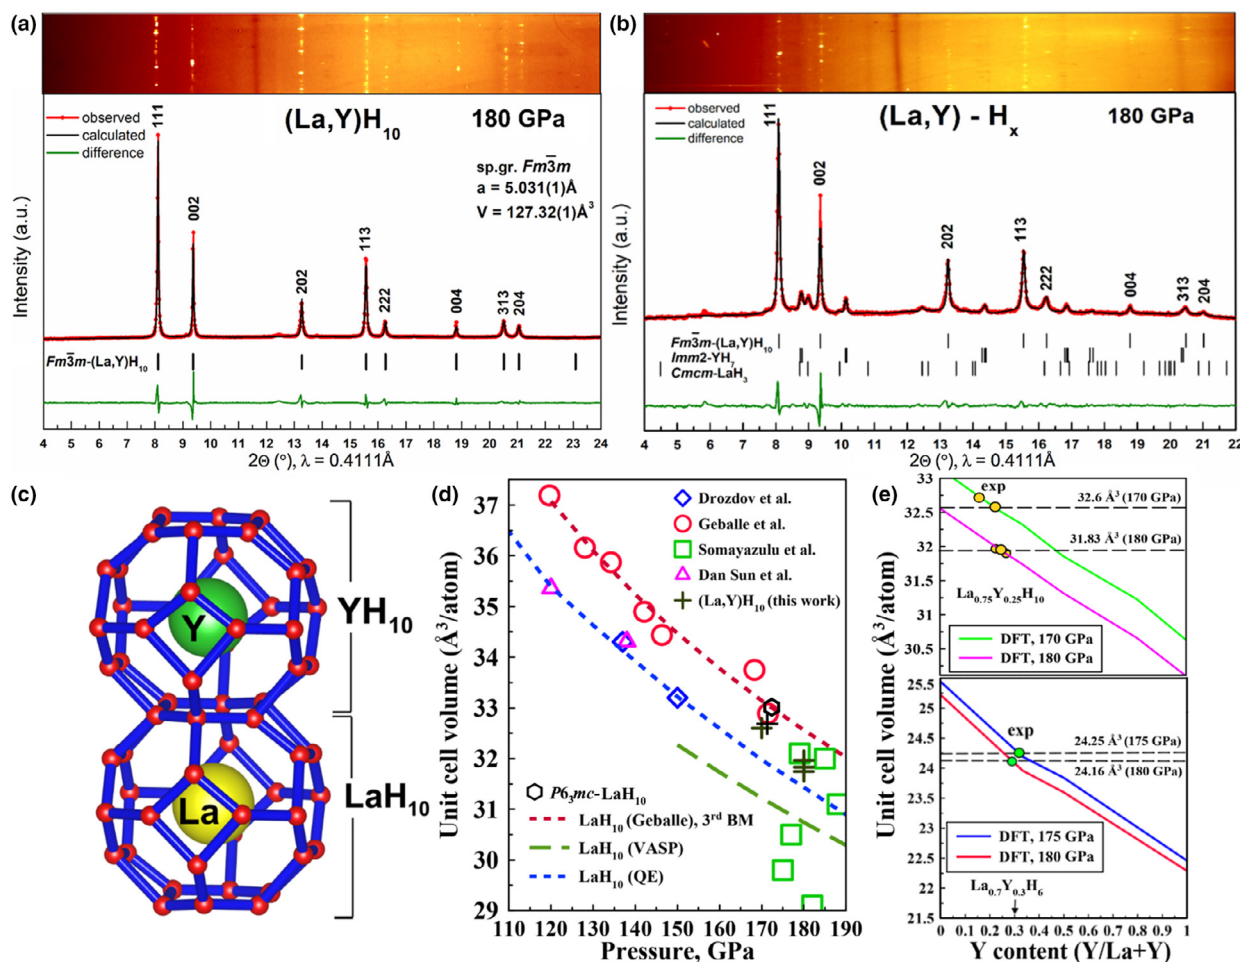 (a)
observed
calculated
difference
(La,Y)H10
180 GPa
sp.gr. Fm3̅m
a = 5.031(1)Å
V = 127.32(1)Å³
111
002
202
113
222
004
313
204
Intensity (a.u.)
Fm3̅m-(La,Y)H10
4 5 6 7 8 9 10 11 12 13 14 15 16 17 18 19 20 21 22 23 24
2Θ (°), λ = 0.4111Å
(b)
observed
calculated
difference
(La,Y) - Hx
180 GPa
111
002
202
113
222
004
313
204
Intensity (a.u.)
Fm3̅m-(La,Y)H10
Imm2-YH7
Cmcm-LaH3
4 5 6 7 8 9 10 11 12 13 14 15 16 17 18 19 20 21 22
2Θ (°), λ = 0.4111Å
(c)
Y
YH10
La
LaH10
(d)
Unit cell volume (Å³/atom)
37
36
35
34
33
32
31
30
29
Drozdov et al.
Geballe et al.
Somayazulu et al.
Dan Sun et al.
(La,Y)H10 (this work)
P63mc-LaH10
LaH10 (Geballe), 3rd BM
LaH10 (VASP)
LaH10 (QE)
110 120 130 140 150 160 170 180 190
Pressure, GPa
(e)
Unit cell volume (Å³/atom)
33
32.5
32
31.5
31
30.5
exp
32.6 Å³ (170 GPa)
31.83 Å³ (180 GPa)
La0.75Y0.25H10
DFT, 170 GPa
DFT, 180 GPa
25.5
25
24.5
24
23.5
23
22.5
22
21.5
exp
24.25 Å³ (175 GPa)
24.16 Å³ (180 GPa)
DFT, 175 GPa
DFT, 180 GPa
La0.7Y0.3H6
0 0.1 0.2 0.3 0.4 0.5 0.6 0.7 0.8 0.9 1
Y content (Y/La+Y)